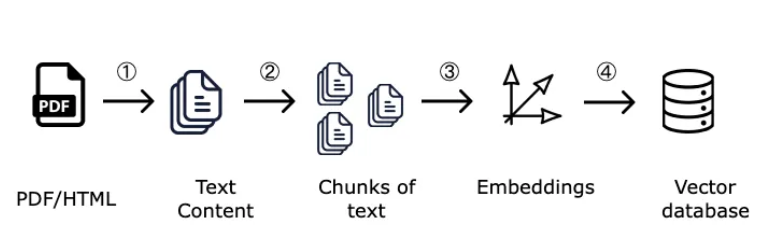 ① ② ③ ④
PDF
PDF/HTML
Text
Content
Chunks of
text
Embeddings
Vector
database